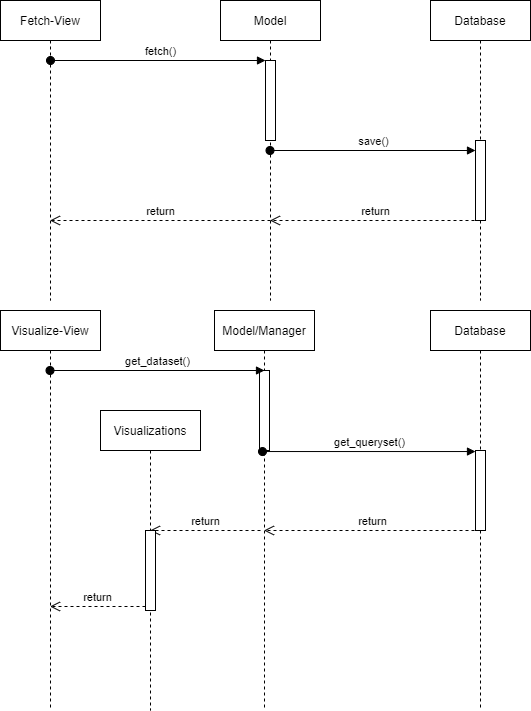 Fetch-View
Model
Database
fetch()
save()
return
return
Visualize-View
Model/Manager
Database
get_dataset()
Visualizations
get_queryset()
return
return
return